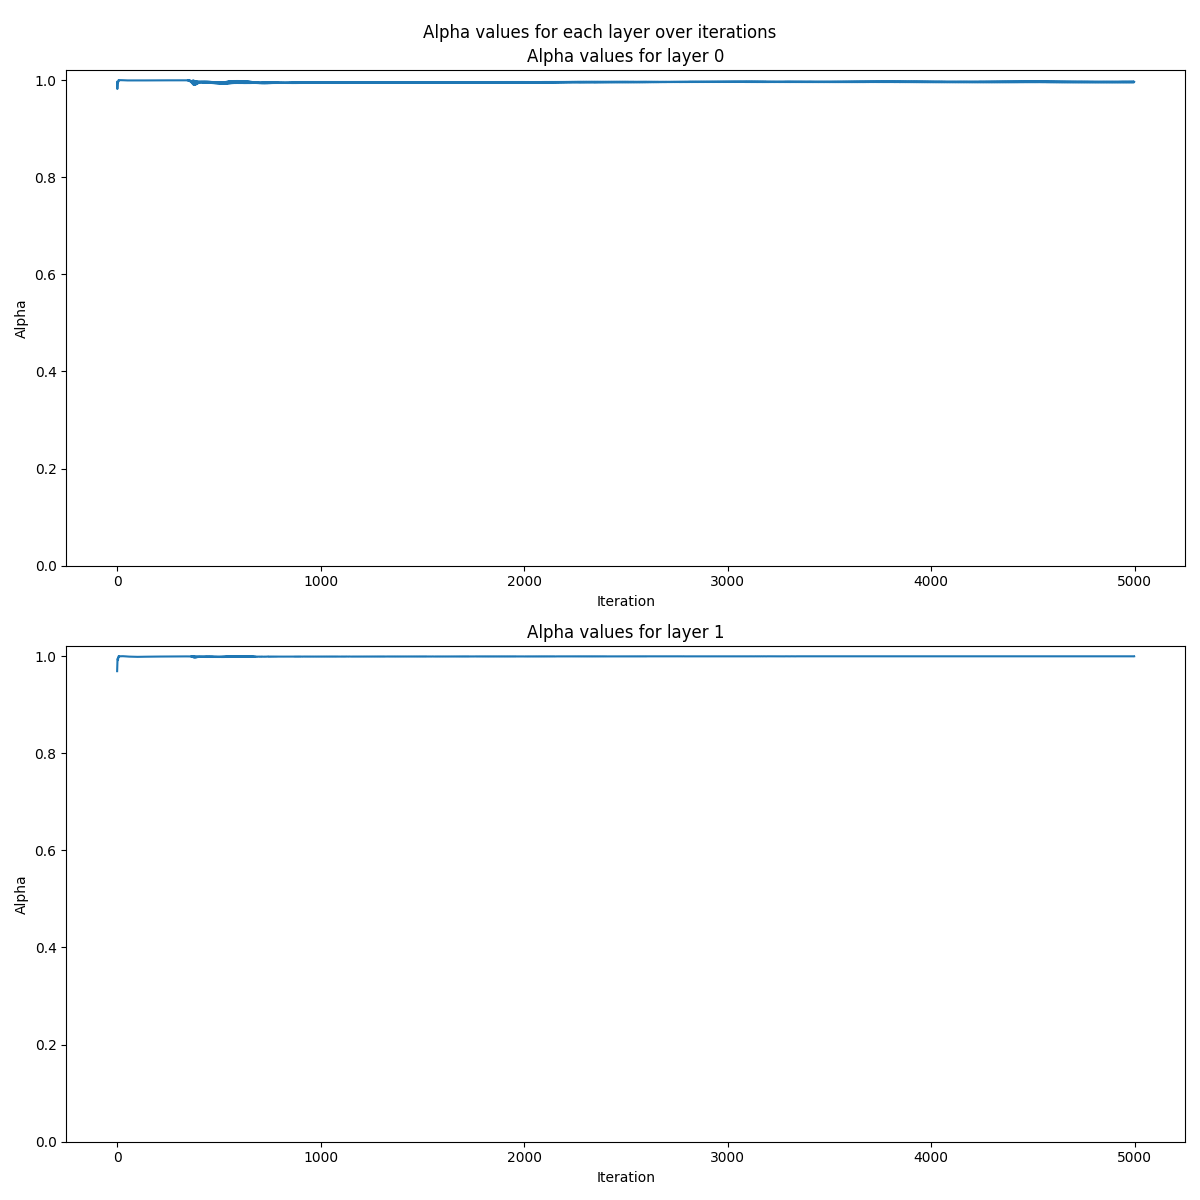 Alpha values for each layer over iterations
Alpha values for layer 0
1.0
0.8
0.6
0.4
0.2
0.0
Alpha
0 1000 2000 3000 4000 5000
Iteration
Alpha values for layer 1
1.0
0.8
0.6
0.4
0.2
0.0
Alpha
0 1000 2000 3000 4000 5000
Iteration